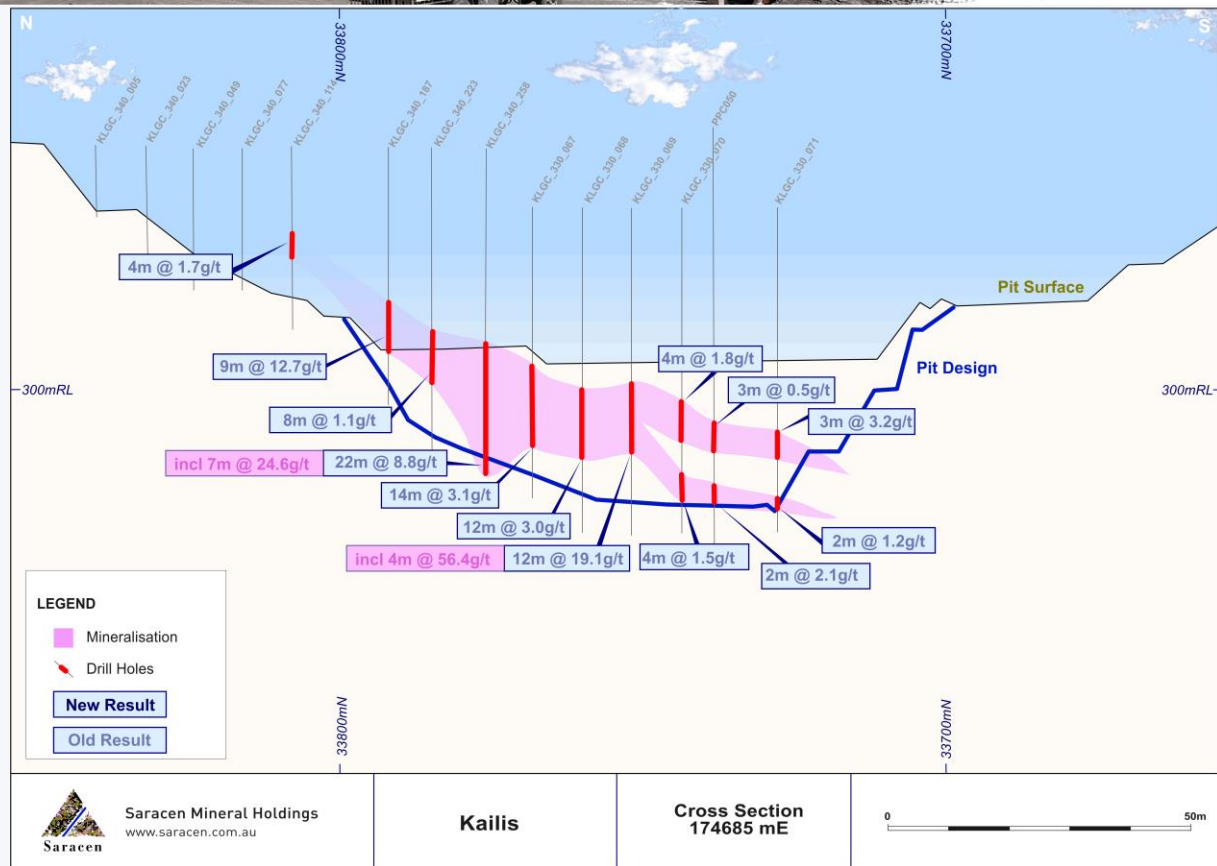 N
S
33800mN
33700mN
KLGC_340_005
KLGC_340_023
KLGC_340_049
KLGC_340_077
KLGC_340_114
KLGC_340_187
KLGC_340_223
KLGC_340_258
KLGC_330_067
KLGC_330_068
KLGC_330_069
KLGC_330_070
PPC050
KLGC_330_071
4m @ 1.7g/t
Pit Surface
9m @ 12.7g/t
4m @ 1.8g/t
Pit Design
300mRL
300mRL
3m @ 0.5g/t
8m @ 1.1g/t
3m @ 3.2g/t
incl 7m @ 24.6g/t
22m @ 8.8g/t
14m @ 3.1g/t
12m @ 3.0g/t
2m @ 1.2g/t
incl 4m @ 56.4g/t
12m @ 19.1g/t
4m @ 1.5g/t
2m @ 2.1g/t
LEGEND
Mineralisation
Drill Holes
New Result
Old Result
33800mN
33700mN
Saracen
Saracen Mineral Holdings
www.saracen.com.au
Kailis
Cross Section
174685 mE
0
50m